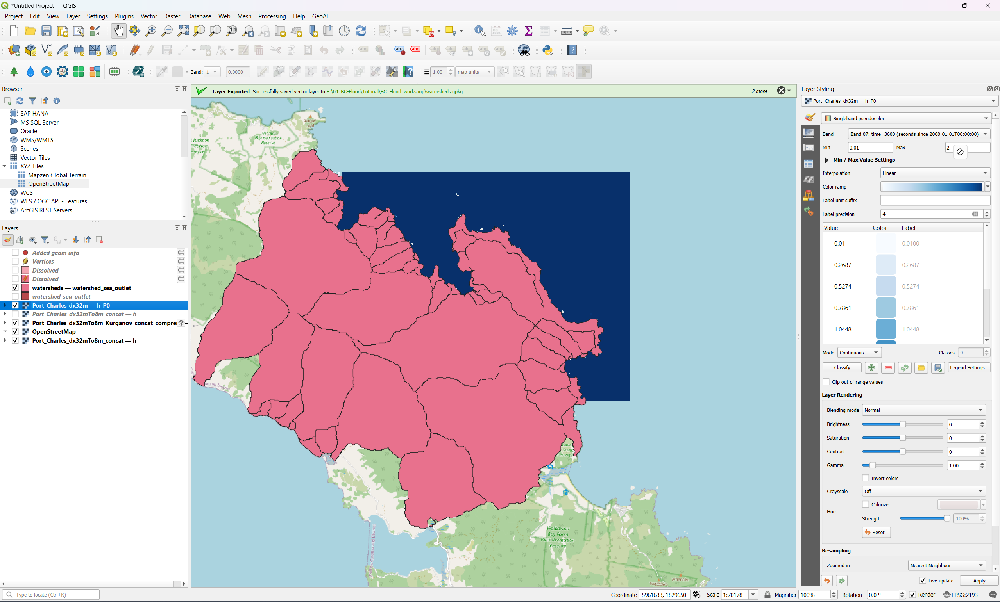 *Untitled Project — QGIS
Project Edit View Layer Settings Plugins Vector Raster Database Web Mesh Processing Help GeoAI
Band: 1 0.0000 1.00 map units
Browser
SAP HANA
MS SQL Server
Oracle
WMS/WMTS
Scenes
Vector Tiles
XYZ Tiles
Mapzen Global Terrain
OpenStreetMap
WCS
WFS / OGC API - Features
ArcGIS REST Servers
Layers
Added geom info
Vertices
Dissolved
Dissolved
watersheds — watershed_sea_outlet
watershed_sea_outlet
Port_Charles_dx32m — h_P0
Port_Charles_dx32mTo8m_concat — h
Port_Charles_dx32mTo8m_Kurganov_concat_compres
OpenStreetMap
Port_Charles_dx32mTo8m_concat — h
Layer Exported: Successfully saved vector layer to E:\04_BG-Flood\Tutorial\BG_Flood_workshop\watersheds.gpkg 2 more
Sugar
Loaf
Fletcher
Bay Recreation
Reserve
Jackson
Reserve
Waikawau
Bay Farm
Park Recreation
Reserve
Layer Styling
Port_Charles_dx32m — h_P0
Singleband pseudocolor
Band Band 07: time=3600 (seconds since 2000-01-01T00:00:00)
Min 0.01 Max 2
Min / Max Value Settings
Interpolation Linear
Color ramp
Label unit suffix
Label precision 4
Value Color Label
0.01 0.0100
0.2687 0.2687
0.5274 0.5274
0.7861 0.7861
1.0448 1.0448
Mode Continuous Classes 9
Classify Legend Settings...
Clip out of range values
Layer Rendering
Blending mode Normal
Brightness 0
Saturation 0
Contrast 0
Gamma 1.00
Invert colors
Grayscale Off
Colorize
Hue
Strength 100%
Reset
Resampling
Zoomed in Nearest Neighbour
Live update Apply
Type to locate (Ctrl+K) Coordinate 5961633, 1829650 Scale 1:70178 Magnifier 100% Rotation 0.0 ° Render EPSG:2193